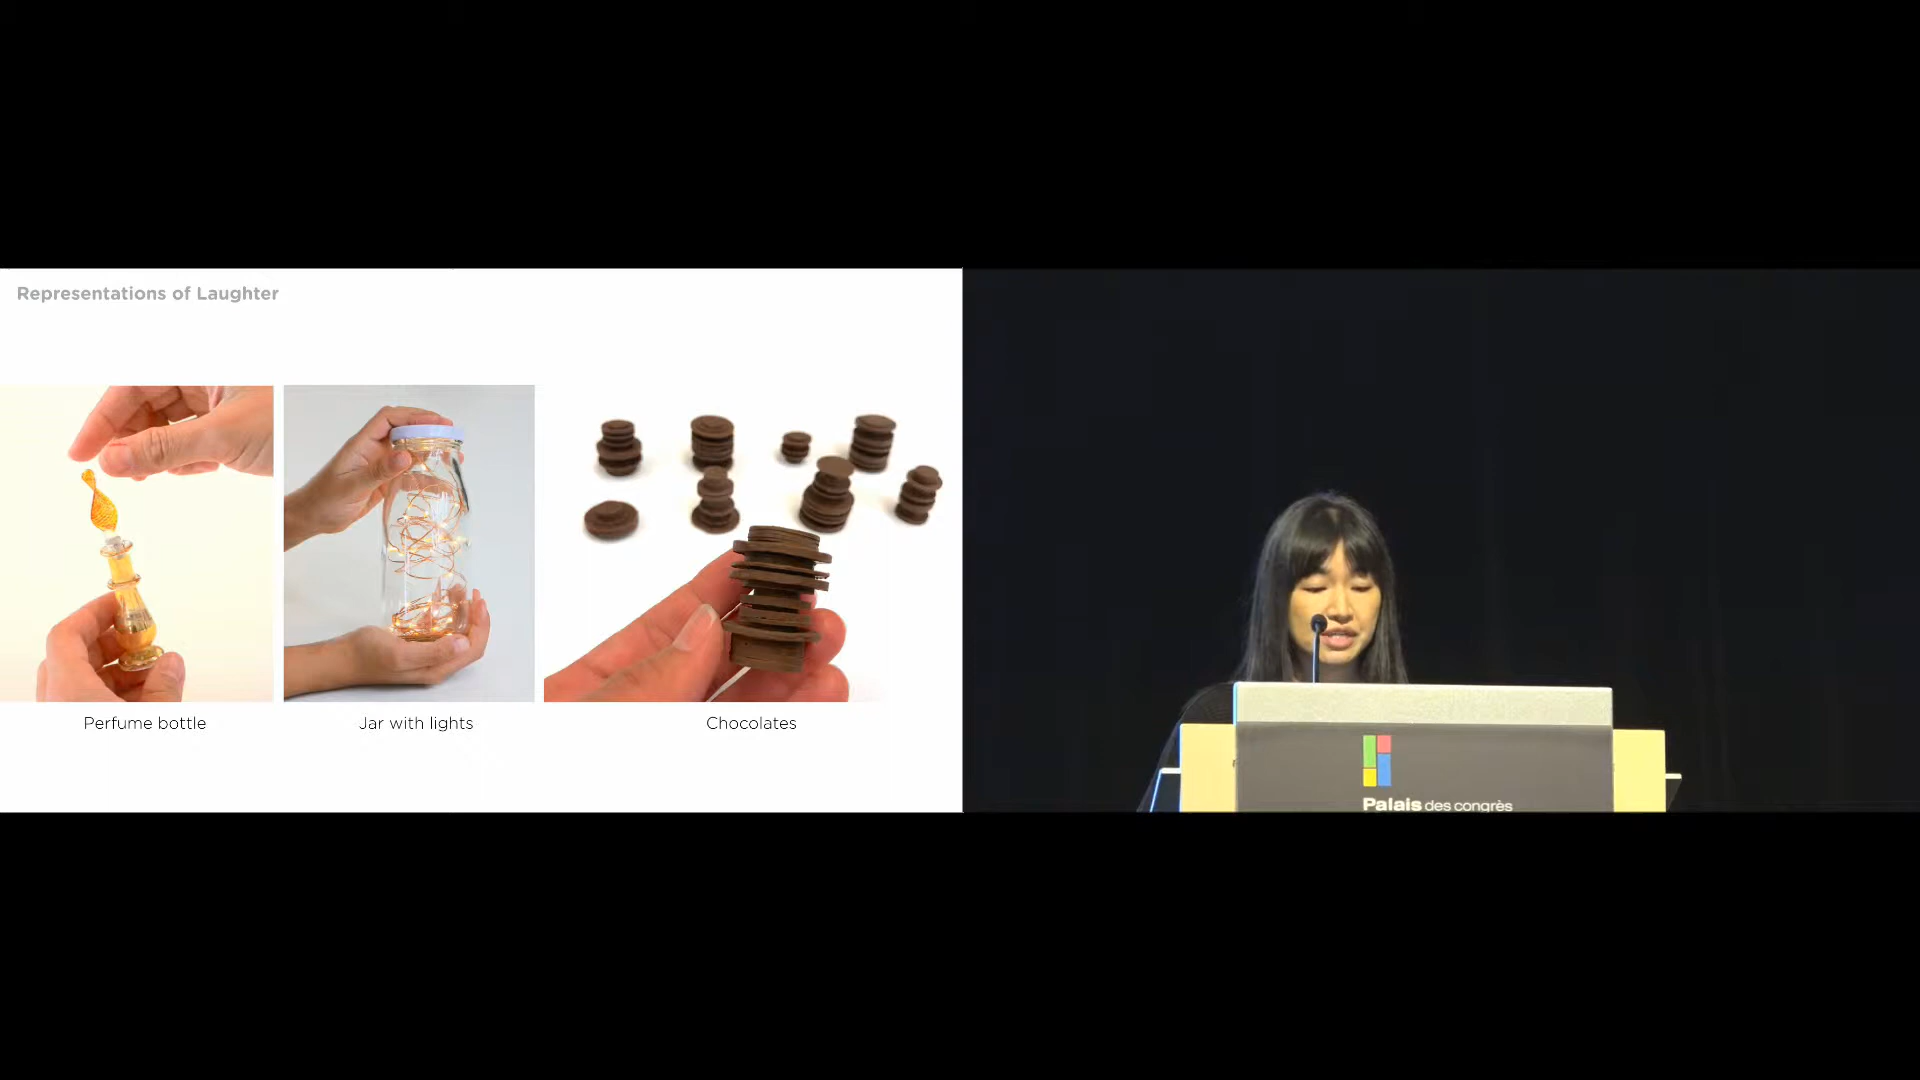 Representations of Laughter
Perfume bottle
Jar with lights
Chocolates
Palais des congrès